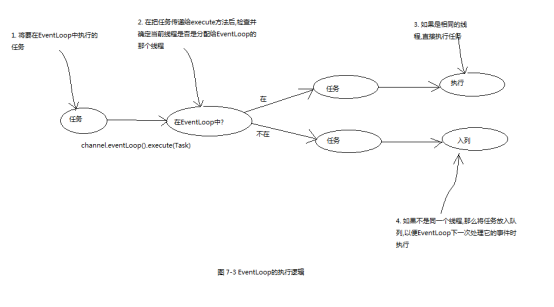 1. 将要在EventLoop中执行的
任务
2. 在把任务传递给execute方法后,检查并
确定当前线程是否是分配给EventLoop的
那个线程
3. 如果是相同的线
程,直接执行任务
任务
在EventLoop中?
在
不在
任务
执行
任务
入列
channel.eventLoop().execute(Task)
4. 如果不是同一个线程,那么将任务放入队
列,以便EventLoop下一次处理它的事件时
执行
图 7-3 EventLoop的执行逻辑